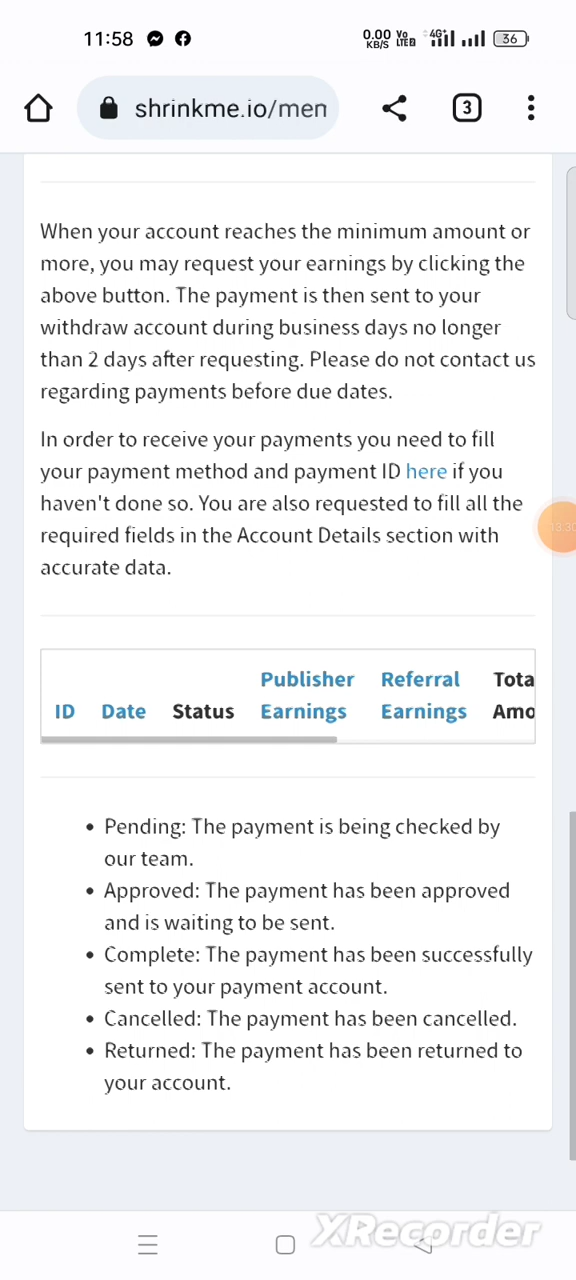 11:58
0.00 KB/S Vo LTE2 4G+ 36
shrinkme.io/mem
3
When your account reaches the minimum amount or
more, you may request your earnings by clicking the
above button. The payment is then sent to your
withdraw account during business days no longer
than 2 days after requesting. Please do not contact us
regarding payments before due dates.
In order to receive your payments you need to fill
your payment method and payment ID here if you
haven't done so. You are also requested to fill all the
required fields in the Account Details section with
accurate data.
13:30
Publisher Referral Tota
ID Date Status Earnings Earnings Amo
• Pending: The payment is being checked by
our team.
• Approved: The payment has been approved
and is waiting to be sent.
• Complete: The payment has been successfully
sent to your payment account.
• Cancelled: The payment has been cancelled.
• Returned: The payment has been returned to
your account.
XRecorder